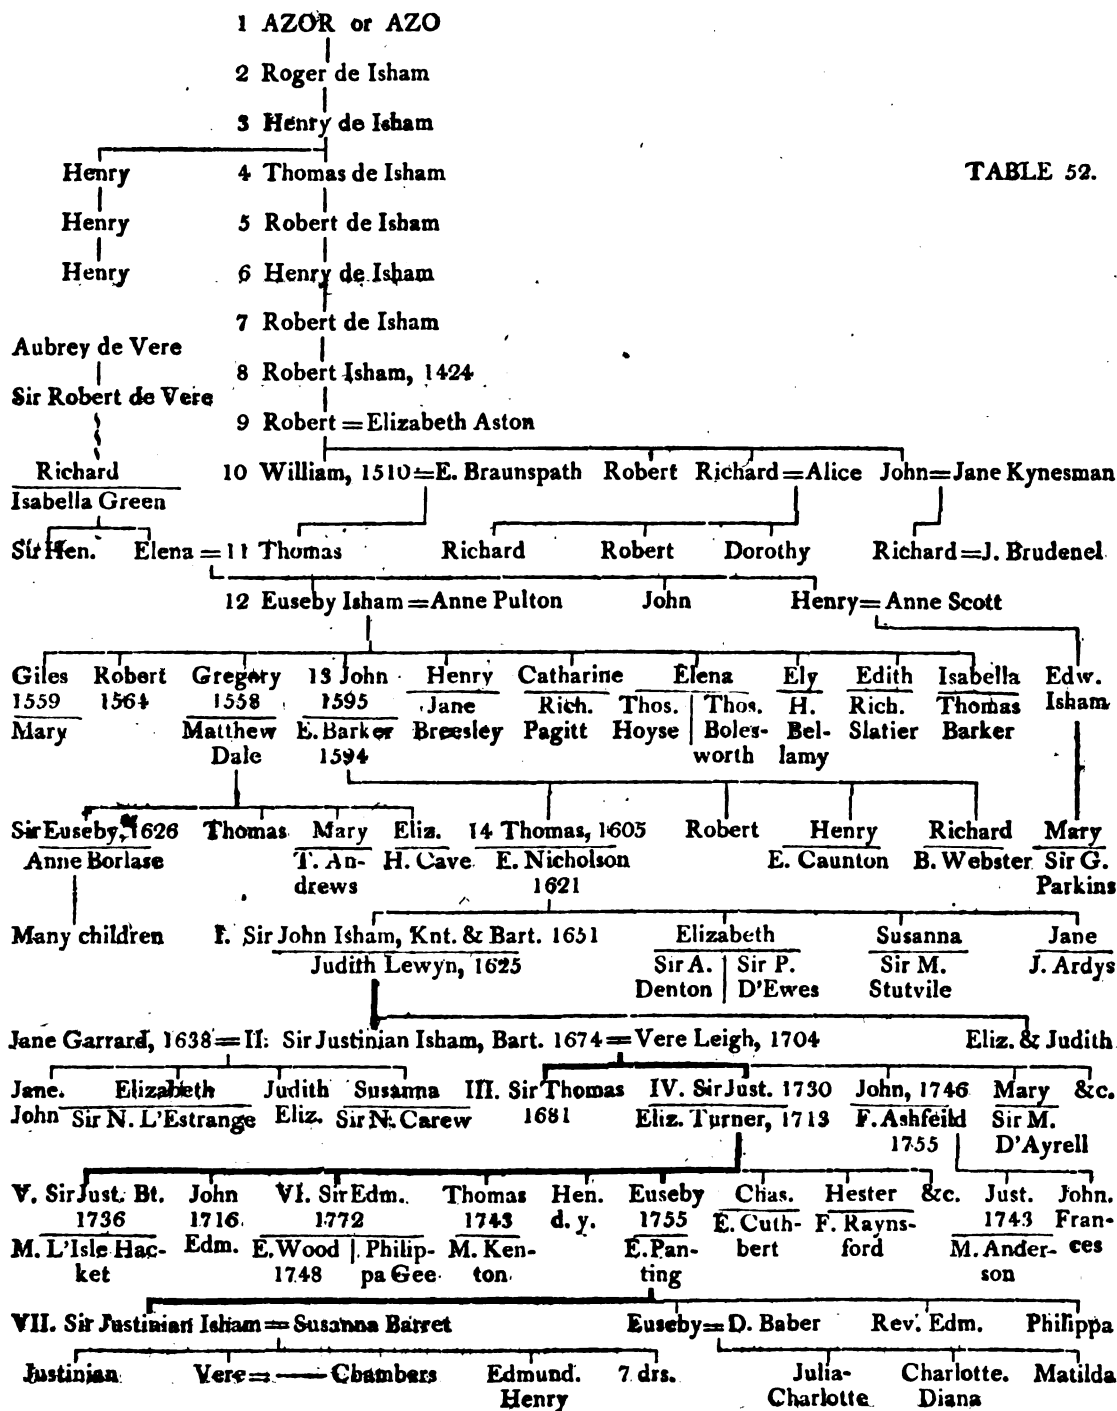 1 AZOR or AZO
2 Roger de Isham
3 Henry de Isham
Henry 4 Thomas de Isham TABLE 52.
Henry 5 Robert de Isham
Henry 6 Henry de Isham
7 Robert de Isham
Aubrey de Vere
8 Robert Isham, 1424
Sir Robert de Vere
9 Robert = Elizabeth Aston
Richard 10 William, 1510 = E. Braunspath Robert Richard = Alice John = Jane Kynesman
Isabella Green
Sir Hen. Elena = 11 Thomas Richard Robert Dorothy Richard = J. Brudenel
12 Euseby Isham = Anne Pulton John Henry = Anne Scott
Giles Robert Gregory 13 John Henry Catharine Elena Ely Edith Isabella Edw.
1559 1564 1558 1595 Jane Rich. Thos. Thos. H. Rich. Thomas Isham
Mary Matthew E. Barker Breesley Pagitt Hoyse Boles- Bel- Slatier Barker
Dale 1594 worth lamy
Sir Euseby, 1626 Thomas Mary Eliz. 14 Thomas, 1605 Robert Henry Richard Mary
Anne Borlase T. An- H. Cave E. Nicholson E. Caunton B. Webster Sir G.
drews 1621 Parkins
Many children I. Sir John Isham, Knt. & Bart. 1651 Elizabeth Susanna Jane
Judith Lewyn, 1625 Sir A. Sir P. Sir M. J. Ardys
Denton D'Ewes Stutvile
Jane Garrard, 1638 = II. Sir Justinian Isham, Bart. 1674 = Vere Leigh, 1704 Eliz. & Judith
Jane. Elizabeth Judith Susanna III. Sir Thomas IV. Sir Just. 1730 John, 1746 Mary &c.
John Sir N. L'Estrange Eliz. Sir N. Carew 1681 Eliz. Turner, 1713 F. Ashfeild Sir M.
1755 D'Ayrell
V. Sir Just. Bt. John VI. Sir Edm. Thomas Hen. Euseby Chas. Hester &c. Just. John.
1736 1716 1772 1743 d. y. 1755 E. Cuth- F. Rayns- 1743 Fran-
M. L'Isle Hac- Edm. E. Wood Philip- M. Ken- E. Pan- bert ford M. Ander- ces
ket 1748 pa Gee ton ting son
VII. Sir Justinian Isham = Susanna Barret Euseby = D. Baber Rev. Edm. Philippa
Justinian Vere = —— Chambers Edmund. 7 drs. Julia- Charlotte. Matilda
Henry Charlotte Diana